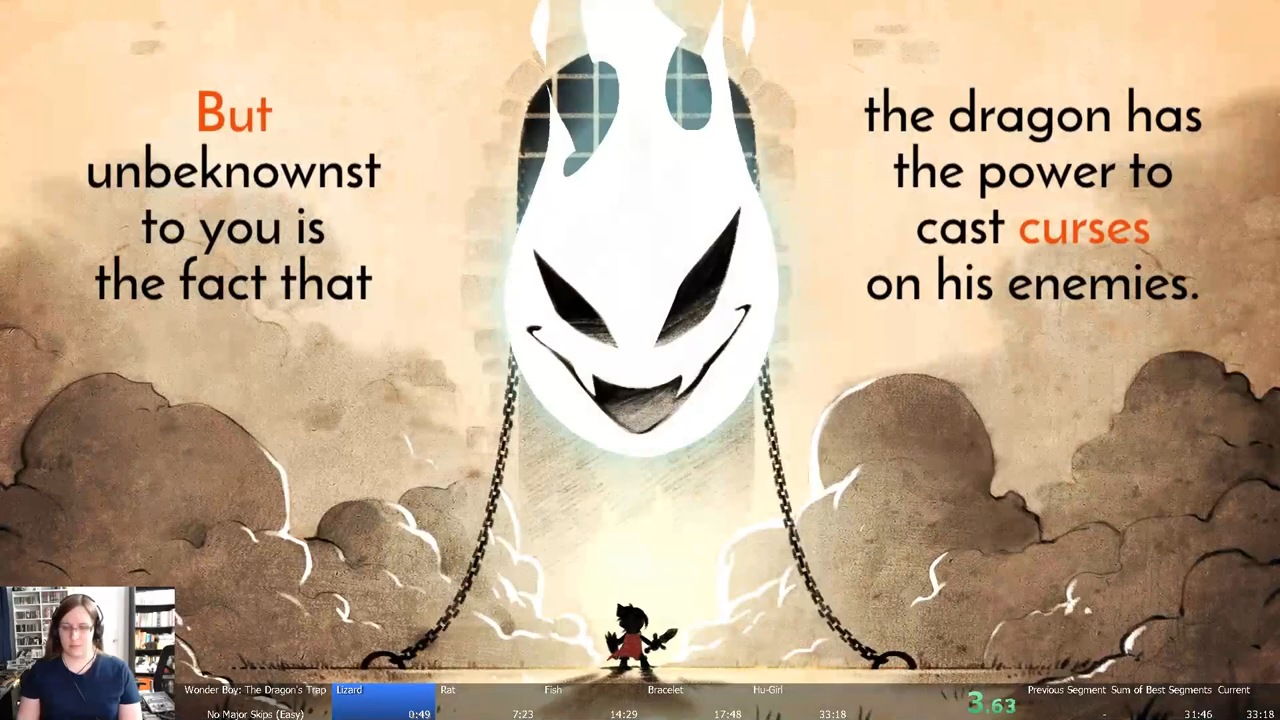 But
unbeknownst
to you is
the fact that
the dragon has
the power to
cast curses
on his enemies.
Wonder Boy: The Dragon's Trap
No Major Skips (Easy)
Lizard
0:49
Rat
7:23
Fish
14:29
Bracelet
17:48
Hu-Girl
33:18
3.63
Previous Segment
-
Sum of Best Segments
31:46
Current
33:18